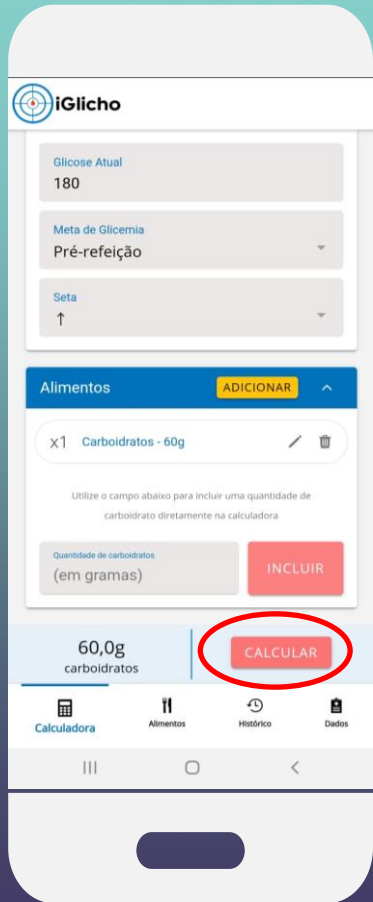 iGlicho
Glicose Atual
180
Meta de Glicemia
Pré-refeição
Seta
↑
Alimentos
ADICIONAR
x1 Carboidratos - 60g
Utilize o campo abaixo para incluir uma quantidade de
carboidrato diretamente na calculadora
Quantidade de carboidratos
(em gramas)
INCLUIR
60,0g
carboidratos
CALCULAR
Calculadora
Alimentos
Histórico
Dados